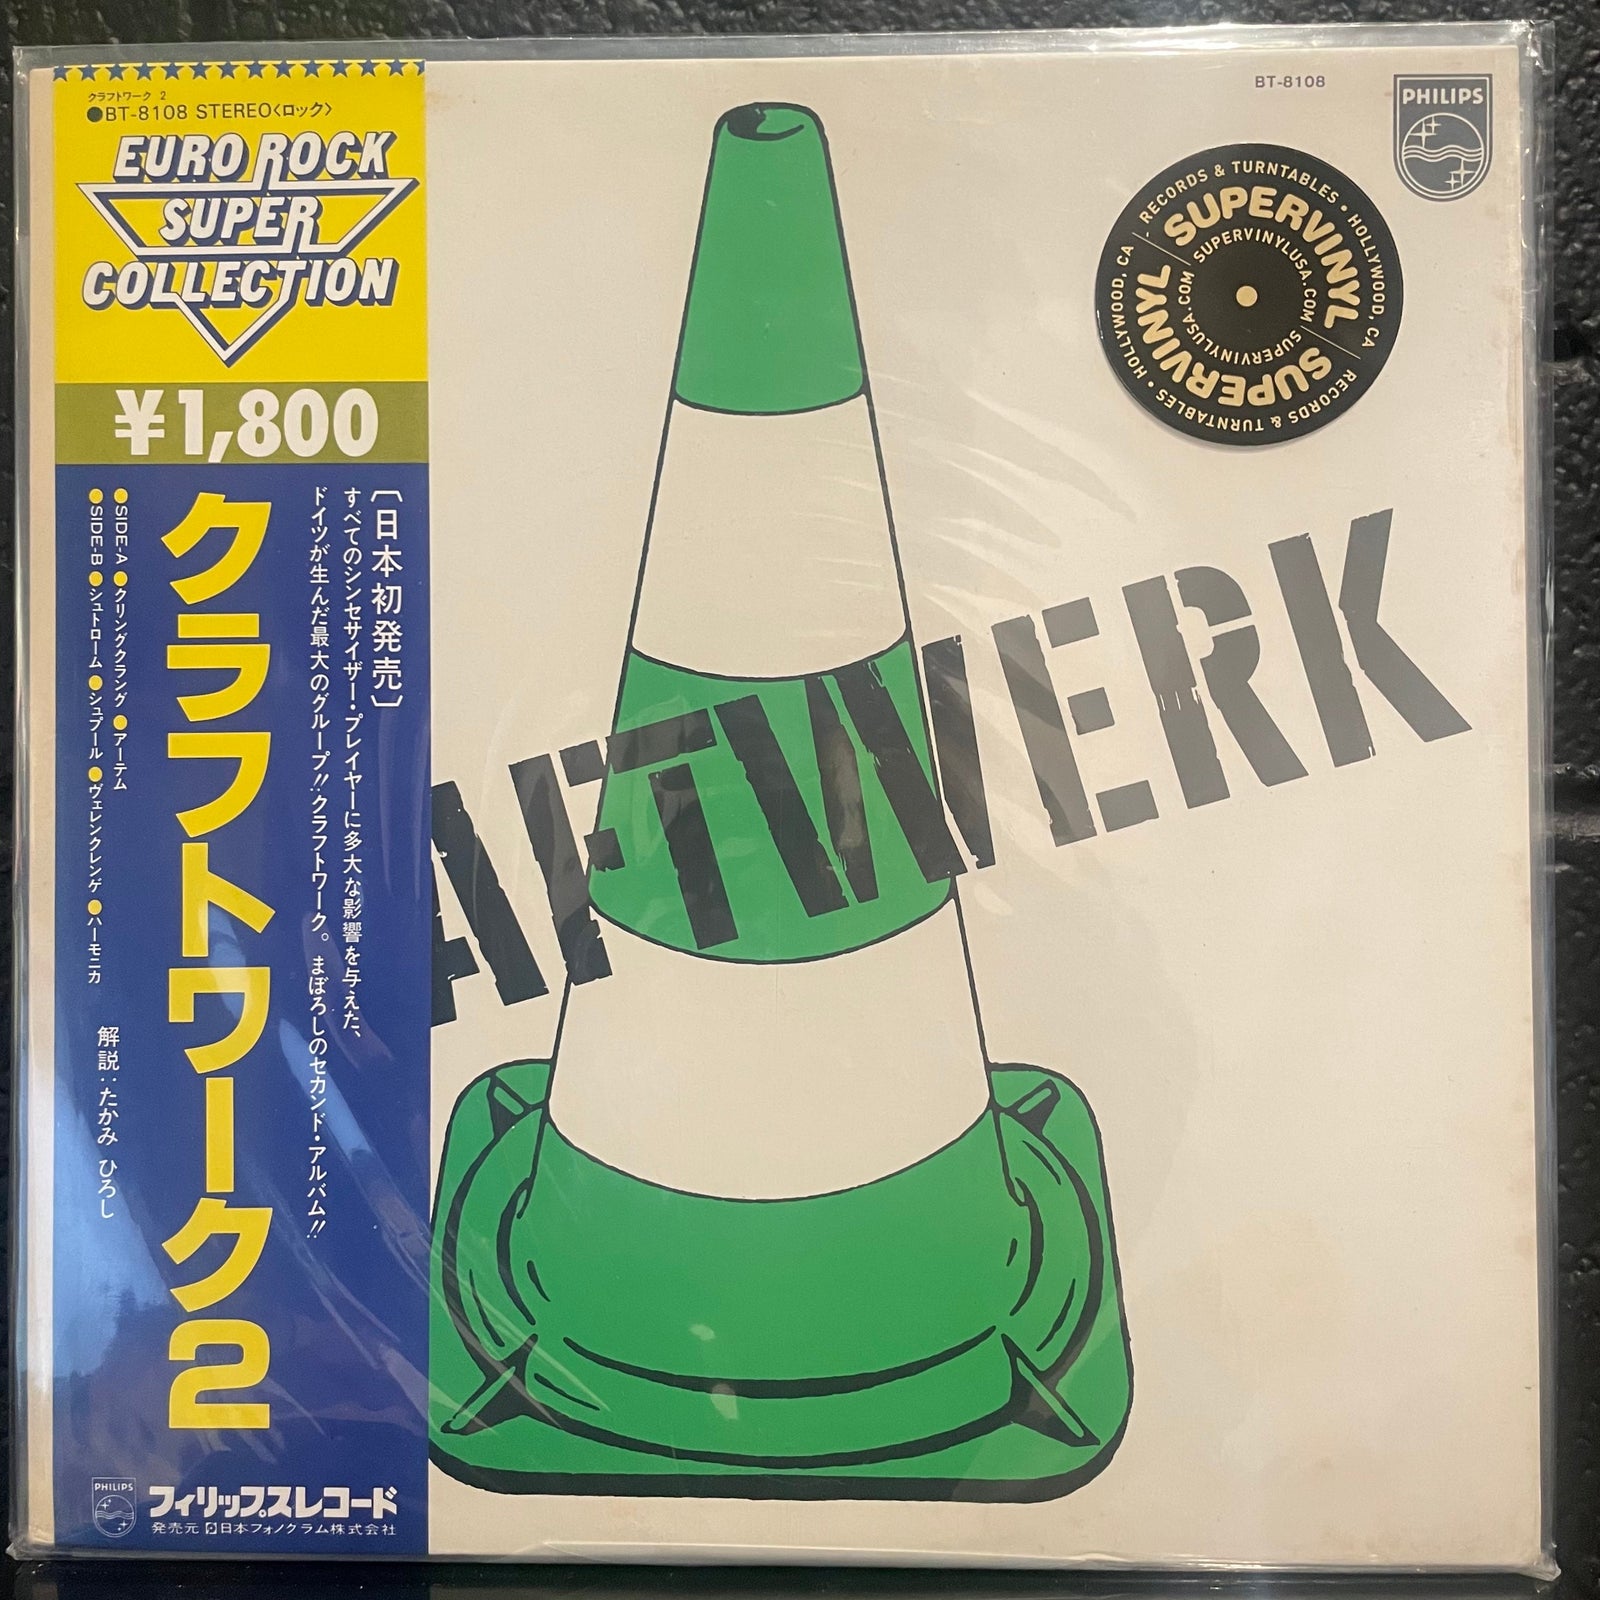 クラフトワーク 2
●BT-8108 STEREO〈ロック〉
EURO ROCK
SUPER
COLLECTION
¥1,800
〔日本初発売〕
すべてのシンセサイザー・プレイヤーに多大な影響を与えた、
ドイツが生んだ最大のグループ!!クラフトワーク。まぼろしのセカンド・アルバム!!
クラフトワーク2
●SIDE-A ●クリングクラング ●アーテム
●SIDE-B ●シュトローム ●シュプール ●ヴェレンクレンゲ ●ハーモニカ
解説:たかみ ひろし
PHILIPS
フィリップスレコード
発売元 日本フォノグラム株式会社
BT-8108
PHILIPS
RECORDS & TURNTABLES • HOLLYWOOD, CA
SUPERVINYL
SUPERVINYLUSA.COM
RECORDS & TURNTABLES • HOLLYWOOD, CA
SUPERVINYL
SUPERVINYLUSA.COM
AFTWERK